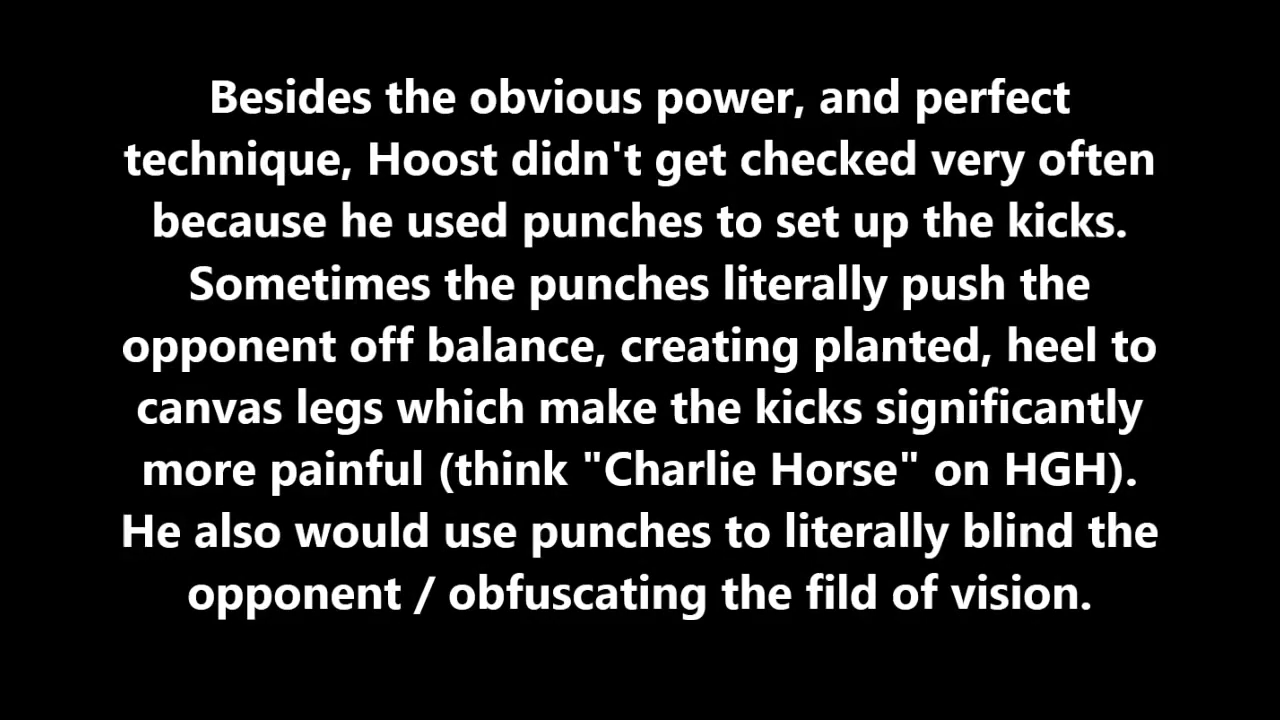 Besides the obvious power, and perfect
technique, Hoost didn't get checked very often
because he used punches to set up the kicks.
Sometimes the punches literally push the
opponent off balance, creating planted, heel to
canvas legs which make the kicks significantly
more painful (think "Charlie Horse" on HGH).
He also would use punches to literally blind the
opponent / obfuscating the fild of vision.